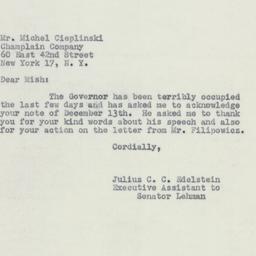 Mr. Michel Cieplinski
Champlain Company
60 East 42nd Street
New York 17, N. Y.
Dear Mish:
The Governor has been terribly occupied
the last few days and has asked me to acknowledge
your note of December 13th. He asked me to thank
you for your kind words about his speech and also
for your action on the letter from Mr. Filipowicz.
Cordially,
Julius C. C. Edelstein
Executive Assistant to
Senator Lehman